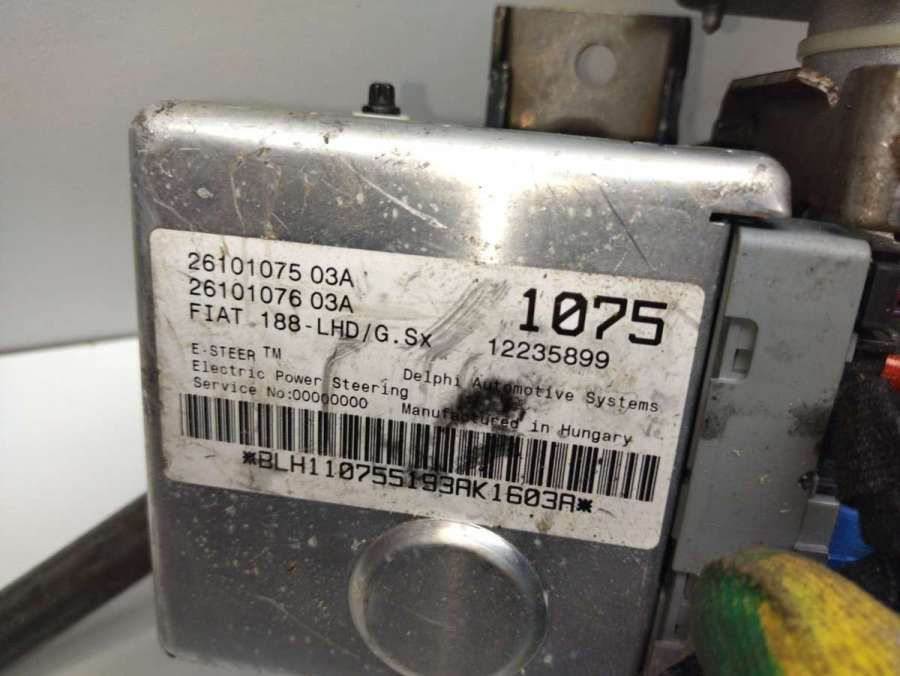 26101075 03A
26101076 03A
FIAT 188-LHD/G.Sx
1075
12235899
E·STEER TM
Electric Power Steering
Service No:00000000
Delphi Automotive Systems
Manufactured in Hungary
*BLH110755193AK1603A*